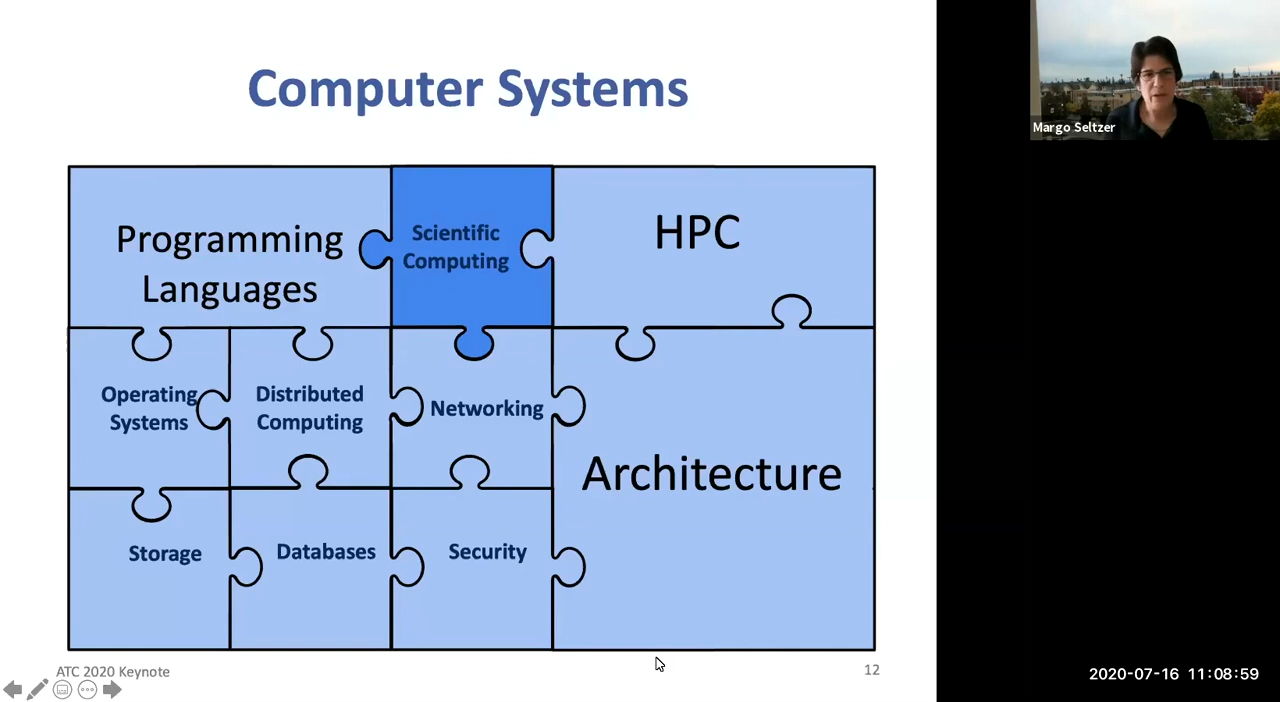 Computer Systems
Programming
Languages
Scientific
Computing
HPC
Operating
Systems
Distributed
Computing
Networking
Architecture
Storage
Databases
Security
ATC 2020 Keynote
12
Margo Seltzer
2020-07-16 11:08:59